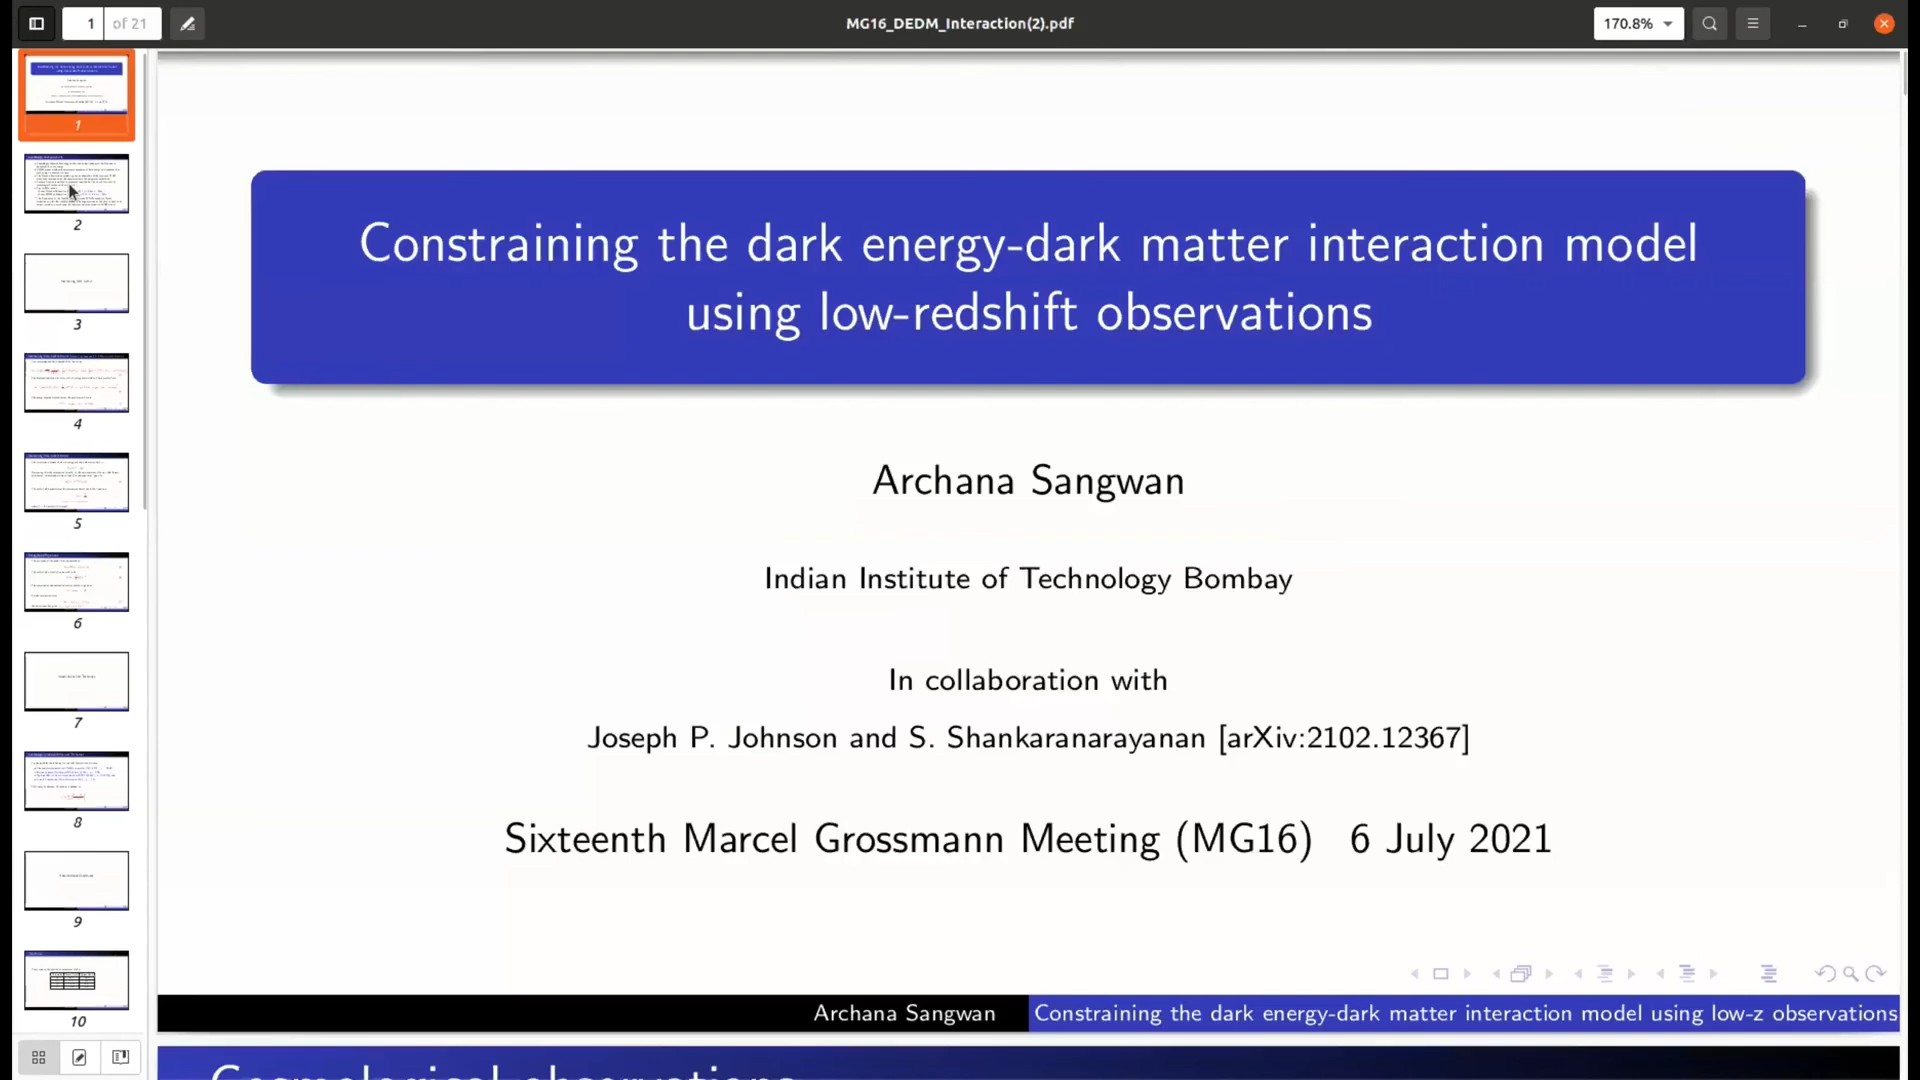 1 of 21
MG16_DEDM_Interaction(2).pdf
170.8%
1
2
3
4
5
6
7
8
9
10
Constraining the dark energy-dark matter interaction model
using low-redshift observations
Archana Sangwan
Indian Institute of Technology Bombay
In collaboration with
Joseph P. Johnson and S. Shankaranarayanan [arXiv:2102.12367]
Sixteenth Marcel Grossmann Meeting (MG16) 6 July 2021
Archana Sangwan
Constraining the dark energy-dark matter interaction model using low-z observations
Cosmological observations